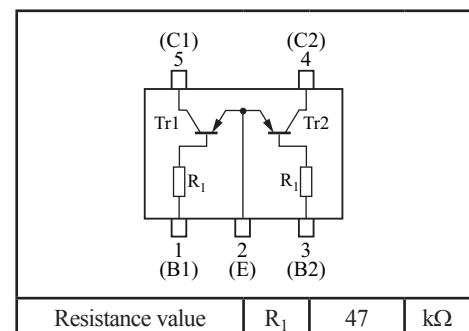 (C1) (C2)
5 4
Tr1 Tr2
R₁ R₁
1 2 3
(B1) (E) (B2)
Resistance value R₁ 47 kΩ